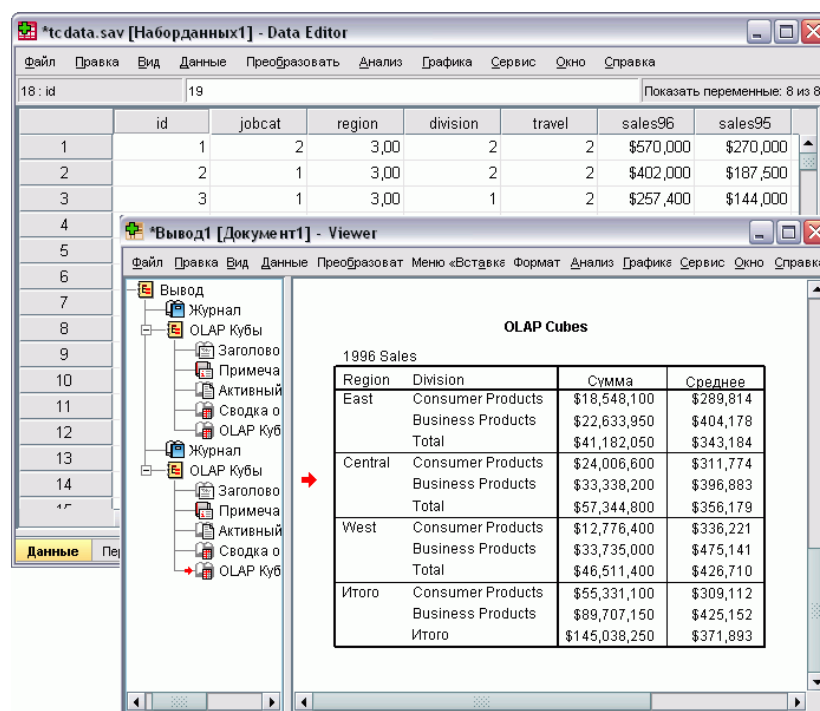 *tcdata.sav [Наборданных1] - Data Editor
Файл Правка Вид Данные Преобразовать Анализ Графика Сервис Окно Справка
18 : id 19 Показать переменные: 8 из 8
id jobcat region division travel sales96 sales95
1 1 2 3,00 2 2 $570,000 $270,000
2 2 1 3,00 2 2 $402,000 $187,500
3 3 1 3,00 1 2 $257,400 $144,000
4
5
6
7
8
9
10
11
12
13
14
Данные
*Вывод1 [Документ1] - Viewer
Файл Правка Вид Данные Преобразоват Меню «Вставка Формат Анализ Графике Сервис Окно Справка
Вывод
Журнал
OLAP Кубы
Заголово
Примеча
Активный
Сводка о
OLAP Куб
Журнал
OLAP Кубы
Заголово
Примеча
Активный
Сводка о
OLAP Куб
OLAP Cubes
1996 Sales
Region Division Сумма Среднее
East Consumer Products $18,548,100 $289,814
Business Products $22,633,950 $404,178
Total $41,182,050 $343,184
Central Consumer Products $24,006,600 $311,774
Business Products $33,338,200 $396,883
Total $57,344,800 $356,179
West Consumer Products $12,776,400 $336,221
Business Products $33,735,000 $475,141
Total $46,511,400 $426,710
Итого Consumer Products $55,331,100 $309,112
Business Products $89,707,150 $425,152
Итого $145,038,250 $371,893